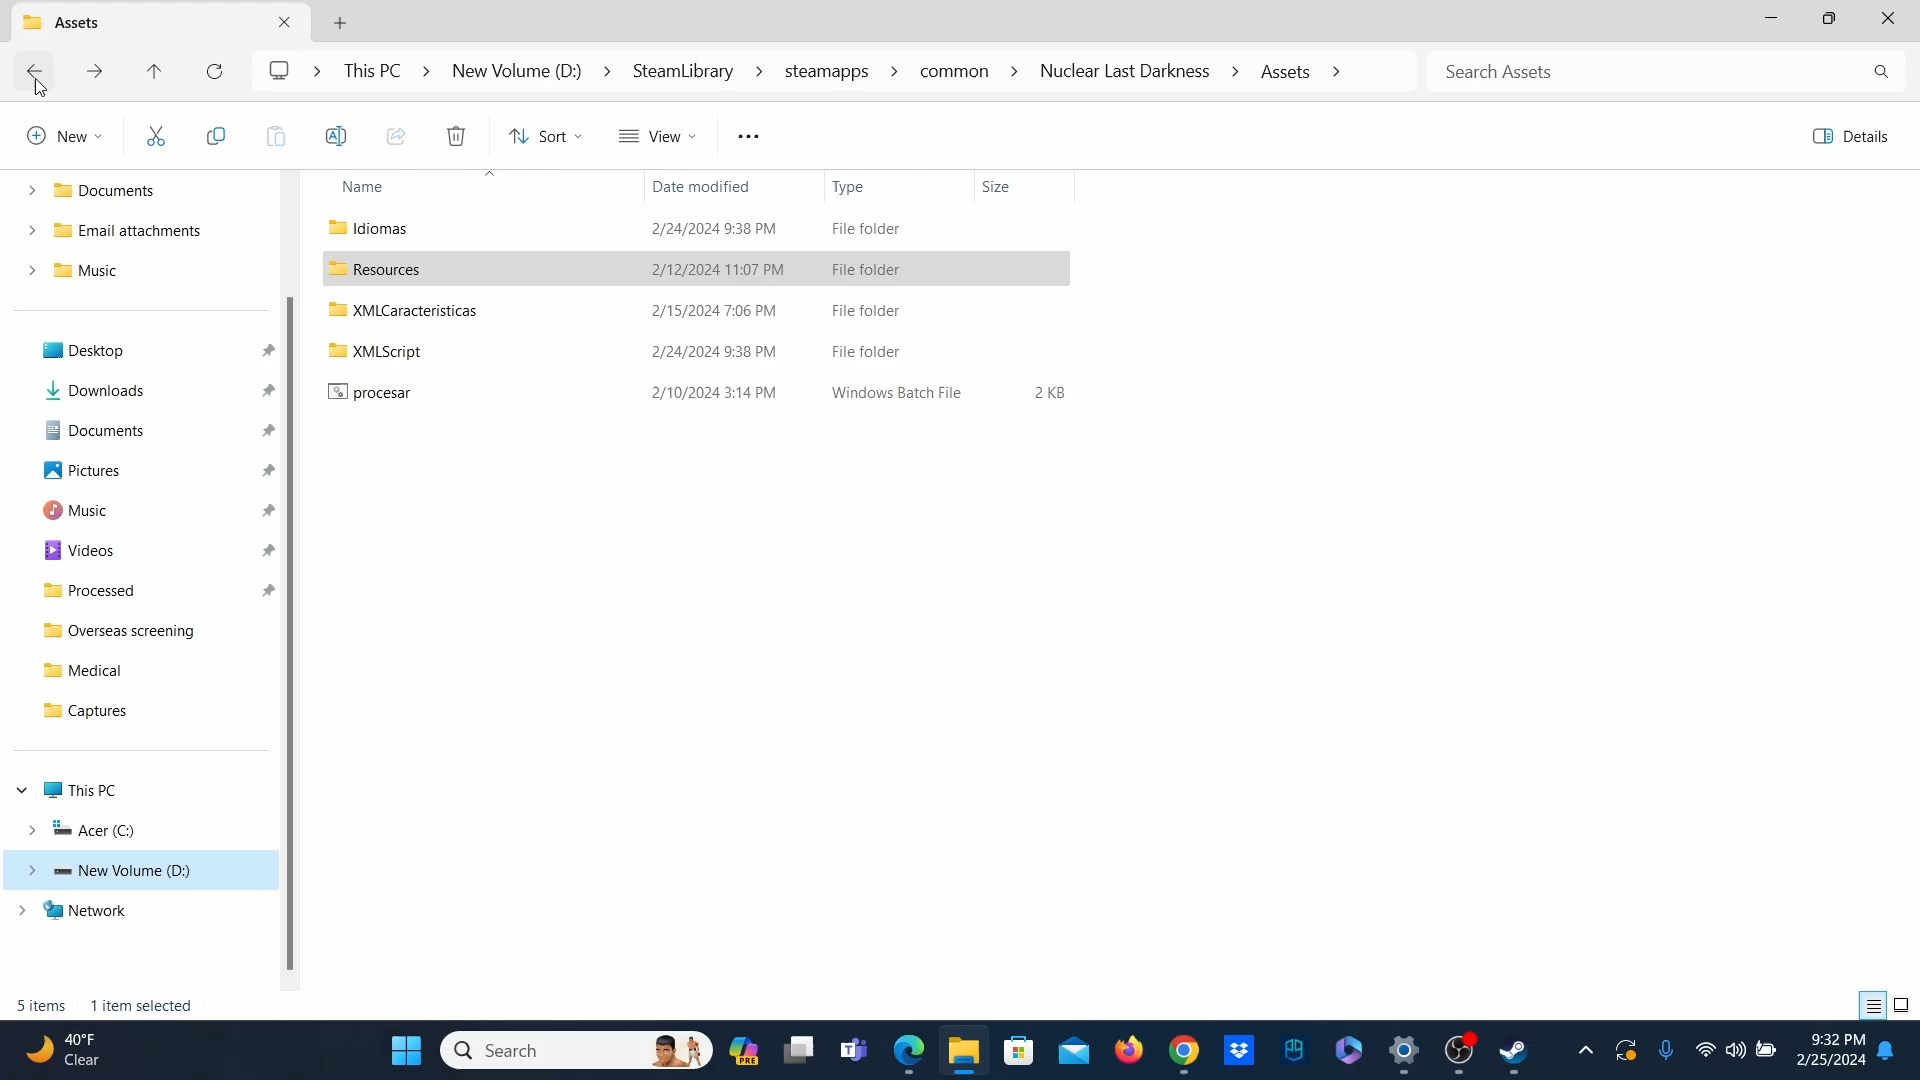 Assets
This PC > New Volume (D:) > SteamLibrary > steamapps > common > Nuclear Last Darkness > Assets >
Search Assets
New Sort View ••• Details
Name Date modified Type Size
Idiomas 2/24/2024 9:38 PM File folder
Resources 2/12/2024 11:07 PM File folder
XMLCaracteristicas 2/15/2024 7:06 PM File folder
XMLScript 2/24/2024 9:38 PM File folder
procesar 2/10/2024 3:14 PM Windows Batch File 2 KB
Documents
Email attachments
Music
Desktop
Downloads
Documents
Pictures
Music
Videos
Processed
Overseas screening
Medical
Captures
This PC
Acer (C:)
New Volume (D:)
Network
5 items 1 item selected
40°F
Clear
Search
PRE
9:32 PM
2/25/2024